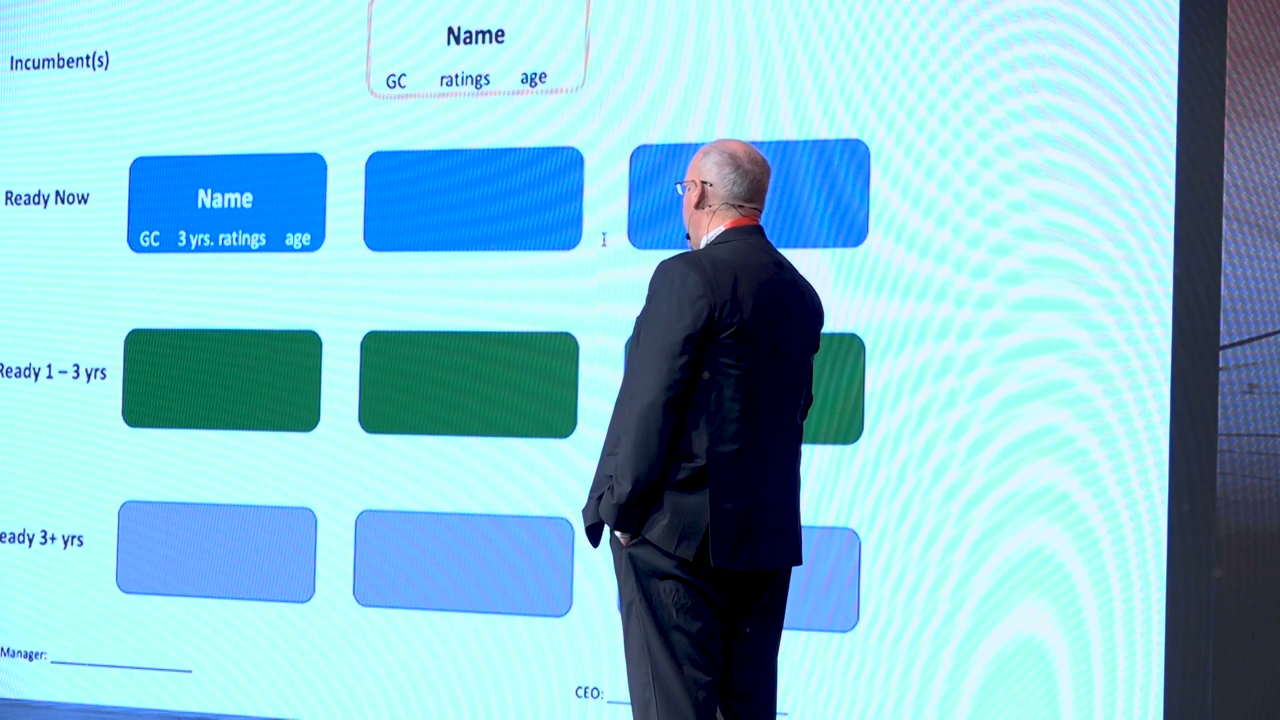 Name
Incumbent(s)
GC ratings age
Ready Now
Name
GC 3 yrs. ratings age
Ready 1 – 3 yrs
eady 3+ yrs
Manager:
CEO: